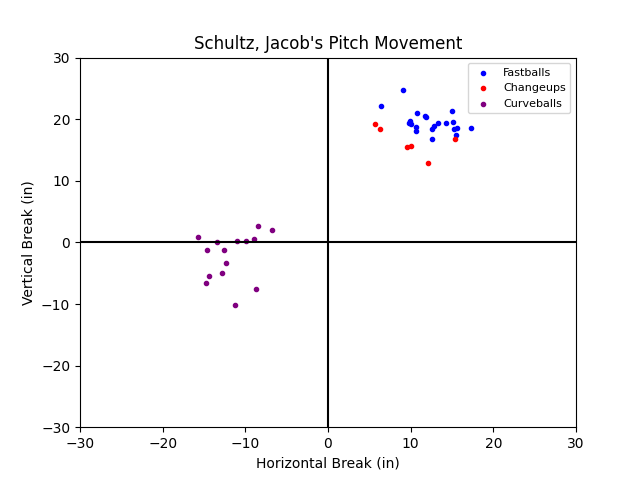 Schultz, Jacob's Pitch Movement
Fastballs
Changeups
Curveballs
30
20
10
0
−10
−20
−30
Vertical Break (in)
−30 −20 −10 0 10 20 30
Horizontal Break (in)